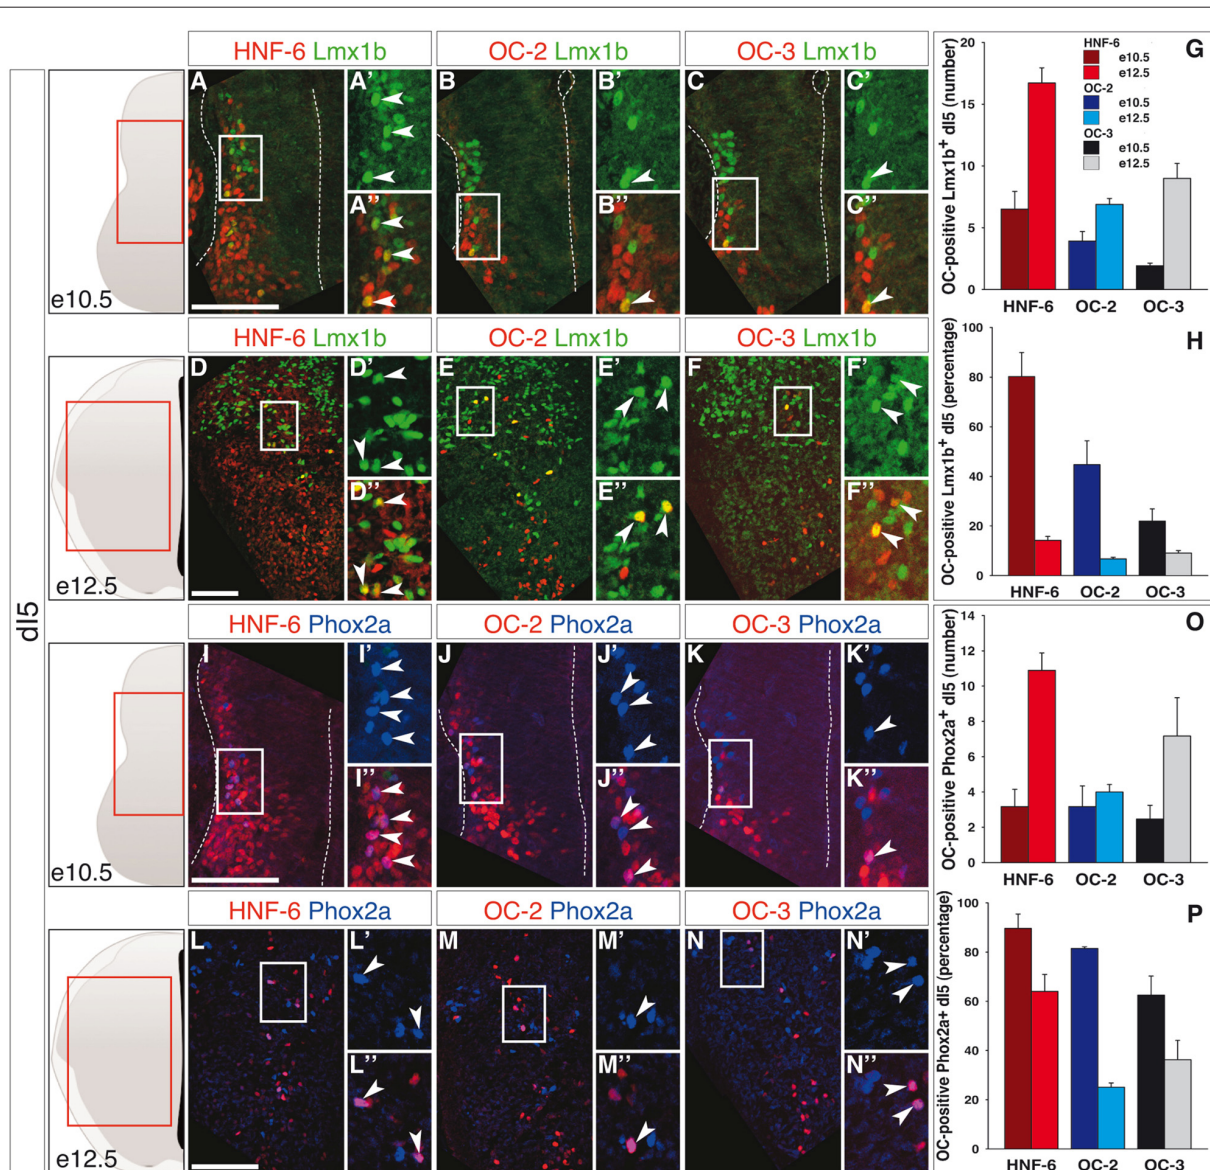 HNF-6 Lmx1b OC-2 Lmx1b OC-3 Lmx1b
A A’ B B’ C C’
A’’ B’’ C’’
e10.5
HNF-6 Lmx1b OC-2 Lmx1b OC-3 Lmx1b
D D’ E E’ F F’
D’’ E’’ F’’
e12.5
dI5
HNF-6 Phox2a OC-2 Phox2a OC-3 Phox2a
I I’ J J’ K K’
I’’ J’’ K’’
e10.5
HNF-6 Phox2a OC-2 Phox2a OC-3 Phox2a
L L’ M M’ N N’
L’’ M’’ N’’
e12.5
G
OC-positive Lmx1b+ dI5 (number)
20
15
10
5
0
HNF-6
e10.5
e12.5
OC-2
e10.5
e12.5
OC-3
e10.5
e12.5
HNF-6 OC-2 OC-3
H
OC-positive Lmx1b+ dI5 (percentage)
100
80
60
40
20
0
HNF-6 OC-2 OC-3
O
OC-positive Phox2a+ dI5 (number)
14
12
10
8
6
4
2
0
HNF-6 OC-2 OC-3
P
OC-positive Phox2a+ dI5 (percentage)
100
80
60
40
20
0
HNF-6 OC-2 OC-3